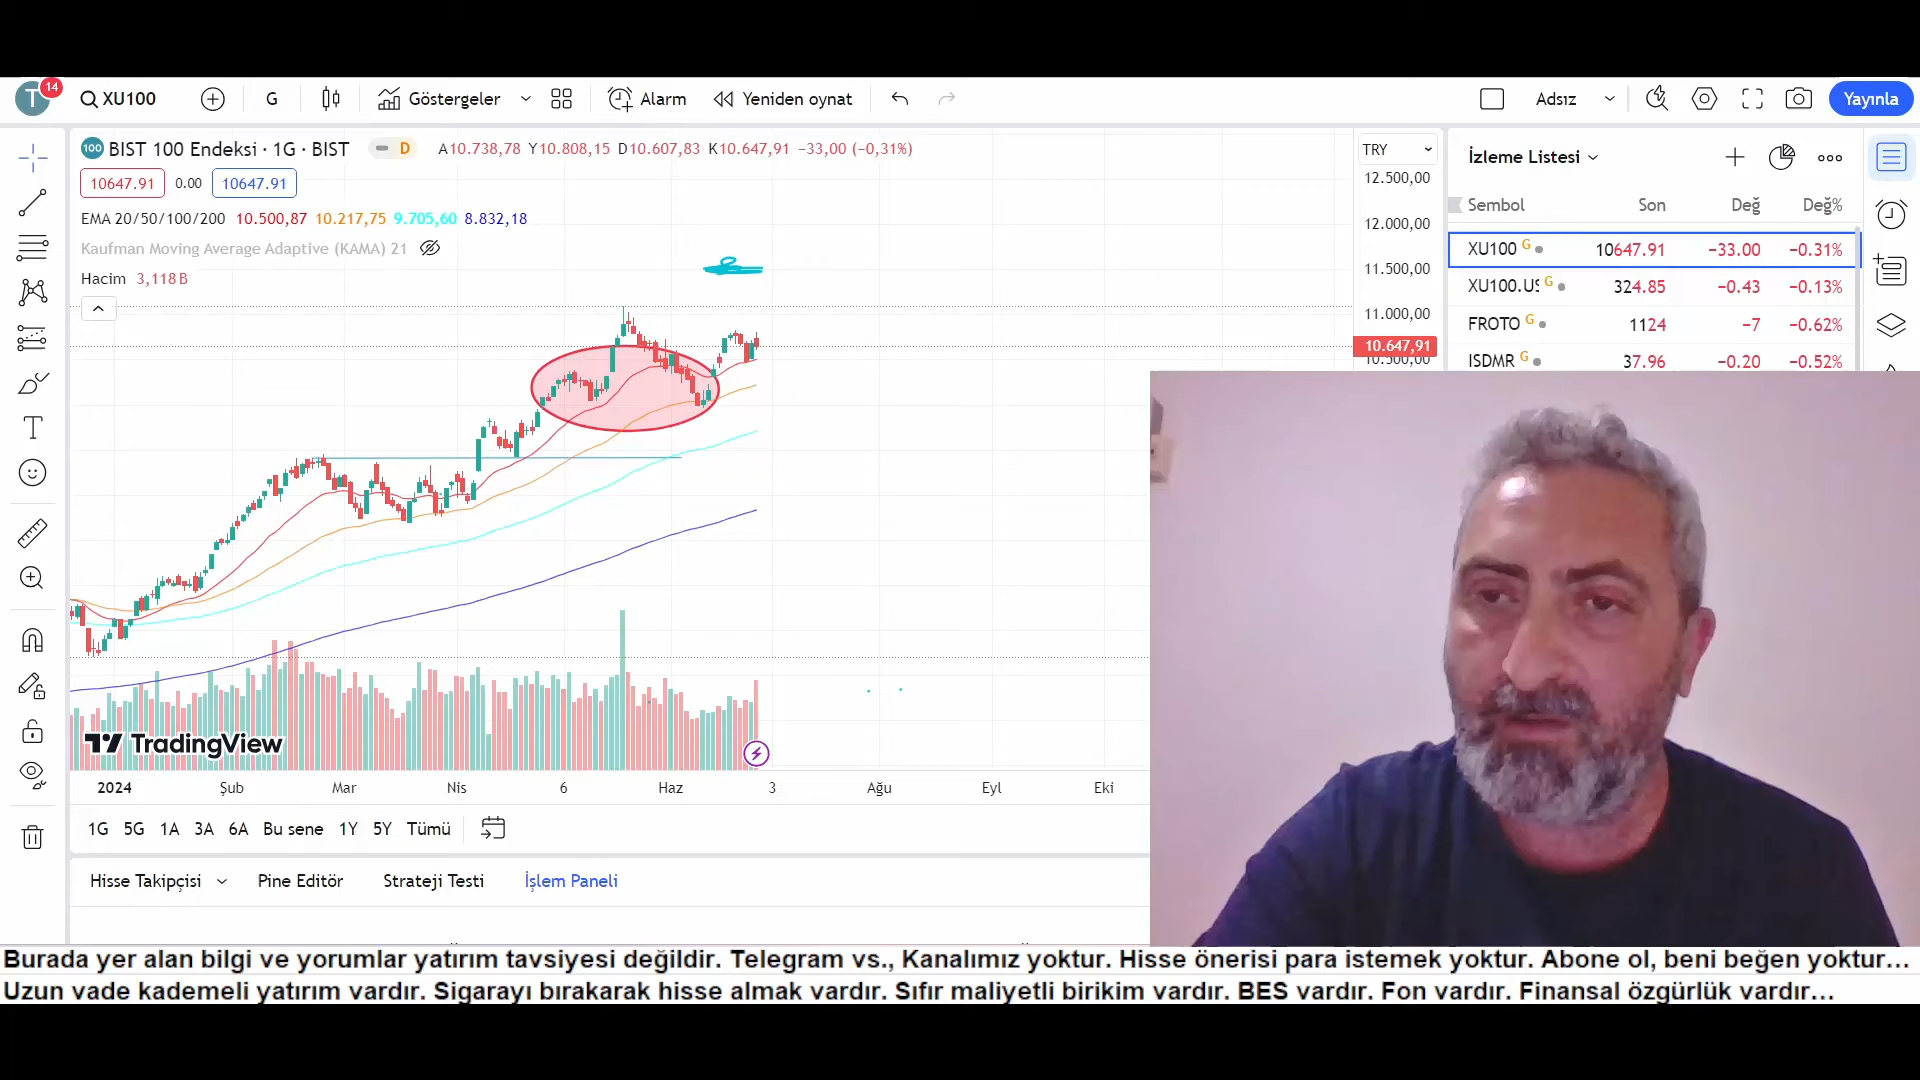 T 14 XU100 G Göstergeler Alarm Yeniden oynat Adsız Yayınla
100 BIST 100 Endeksi · 1G · BIST D A10.738,78 Y10.808,15 D10.607,83 K10.647,91 −33,00 (−0,31%)
10647.91 0.00 10647.91
EMA 20/50/100/200 10.500,87 10.217,75 9.705,60 8.832,18
Kaufman Moving Average Adaptive (KAMA) 21
Hacim 3,118 B
TRY
12.500,00
12.000,00
11.500,00
11.000,00
10.647,91
10.500,00
İzleme Listesi
Sembol Son Değ Değ%
XU100 G 10647.91 −33.00 −0.31%
XU100.US G 324.85 −0.43 −0.13%
FROTO G 1124 −7 −0.62%
ISDMR G 37.96 −0.20 −0.52%
TradingView
2024 Şub Mar Nis 6 Haz 3 Ağu Eyl Eki
1G 5G 1A 3A 6A Bu sene 1Y 5Y Tümü
Hisse Takipçisi Pine Editör Strateji Testi İşlem Paneli
Burada yer alan bilgi ve yorumlar yatırım tavsiyesi değildir. Telegram vs., Kanalımız yoktur. Hisse önerisi para istemek yoktur. Abone ol, beni beğen yoktur...
Uzun vade kademeli yatırım vardır. Sigarayı bırakarak hisse almak vardır. Sıfır maliyetli birikim vardır. BES vardır. Fon vardır. Finansal özgürlük vardır...